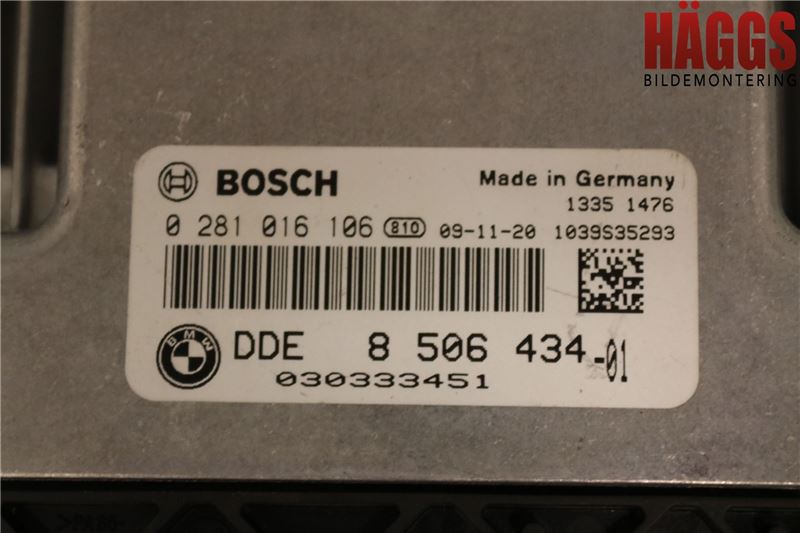 HÄGGS
BILDEMONTERING
BOSCH
Made in Germany
1335 1476
0 281 016 106 810 09-11-20 1039S35293
BMW
DDE 8 506 434-01
030333451